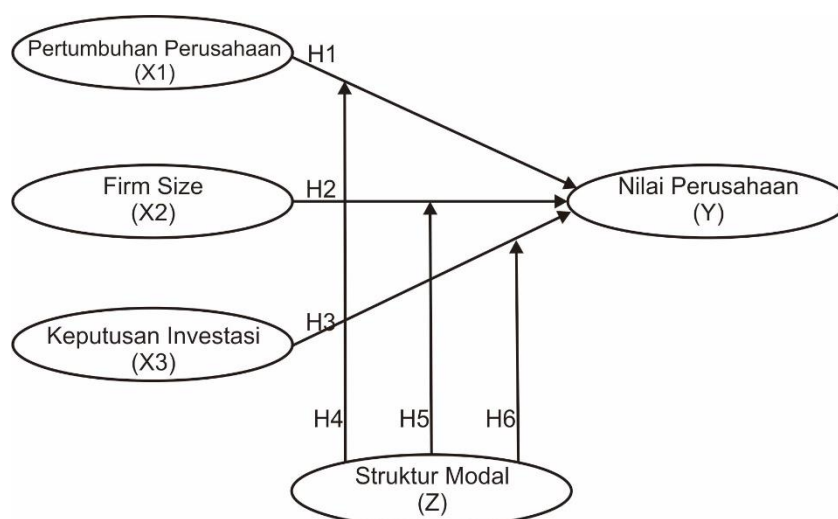 Pertumbuhan Perusahaan
(X1)
H1
Firm Size
(X2)
H2
Nilai Perusahaan
(Y)
Keputusan Investasi
(X3)
H3
H4
H5
H6
Struktur Modal
(Z)